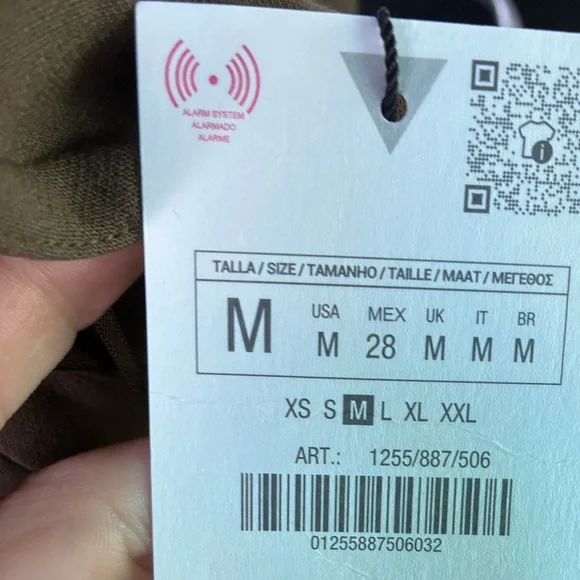 ALARM SYSTEM
ALARMADO
ALARME
i
TALLA / SIZE / TAMANHO / TAILLE / MAAT / ΜΕΓΕΘΟΣ
M
USA MEX UK IT BR
M 28 M M M
XS S M L XL XXL
ART.: 1255/887/506
01255887506032